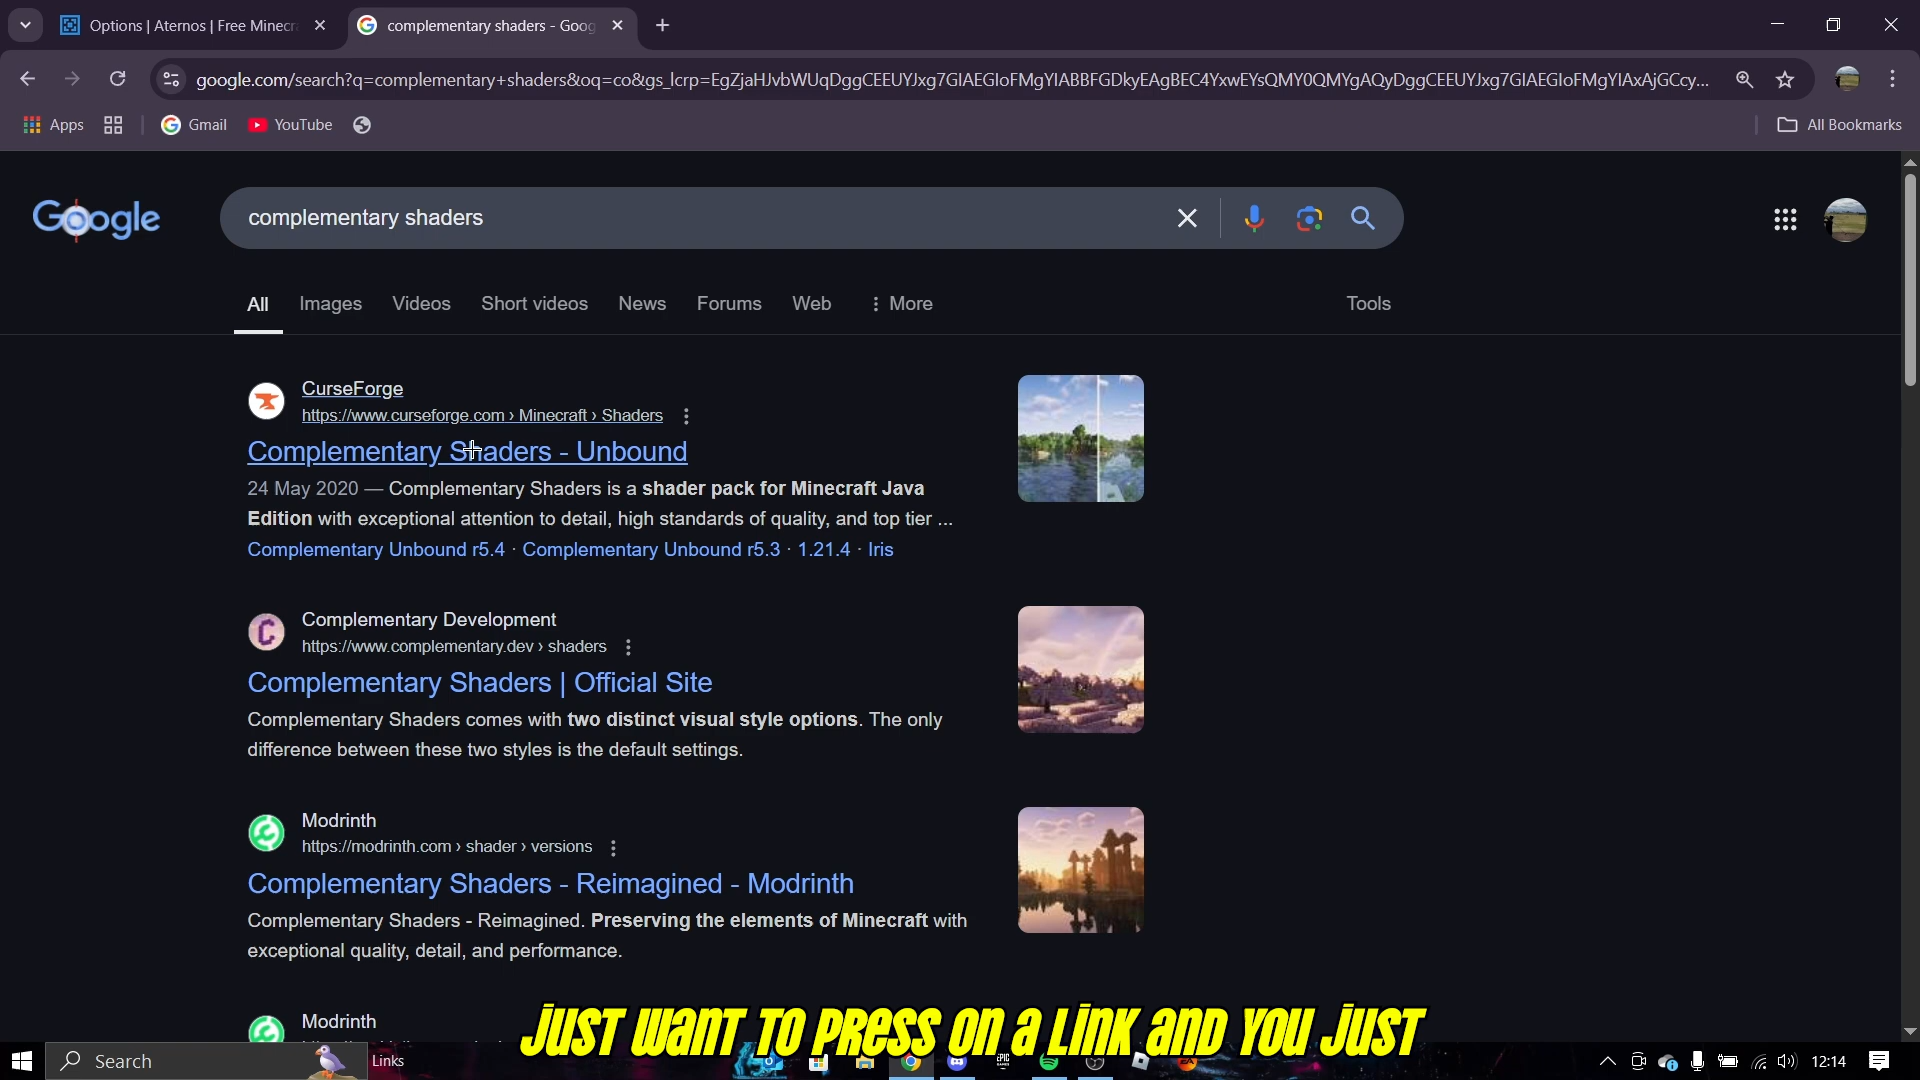 Options | Aternos | Free Minecr
complementary shaders - Goog
google.com/search?q=complementary+shaders&oq=co&gs_lcrp=EgZjaHJvbWUqDggCEEUYJxg7GIAEGIoFMgYIABBFGDkyEAgBEC4YxwEYsQMY0QMYgAQyDggCEEUYJxg7GIAEGIoFMgYIAxAjGCcy...
Apps
Gmail
YouTube
All Bookmarks
Google
complementary shaders
All Images Videos Short videos News Forums Web More Tools
CurseForge
https://www.curseforge.com › Minecraft › Shaders
Complementary Shaders - Unbound
24 May 2020 — Complementary Shaders is a shader pack for Minecraft Java
Edition with exceptional attention to detail, high standards of quality, and top tier ...
Complementary Unbound r5.4 · Complementary Unbound r5.3 · 1.21.4 · Iris
Complementary Development
https://www.complementary.dev › shaders
Complementary Shaders | Official Site
Complementary Shaders comes with two distinct visual style options. The only
difference between these two styles is the default settings.
Modrinth
https://modrinth.com › shader › versions
Complementary Shaders - Reimagined - Modrinth
Complementary Shaders - Reimagined. Preserving the elements of Minecraft with
exceptional quality, detail, and performance.
Modrinth
JUST WANT TO PRESS ON A LINK AND YOU JUST
Search
Links
EPIC
12:14